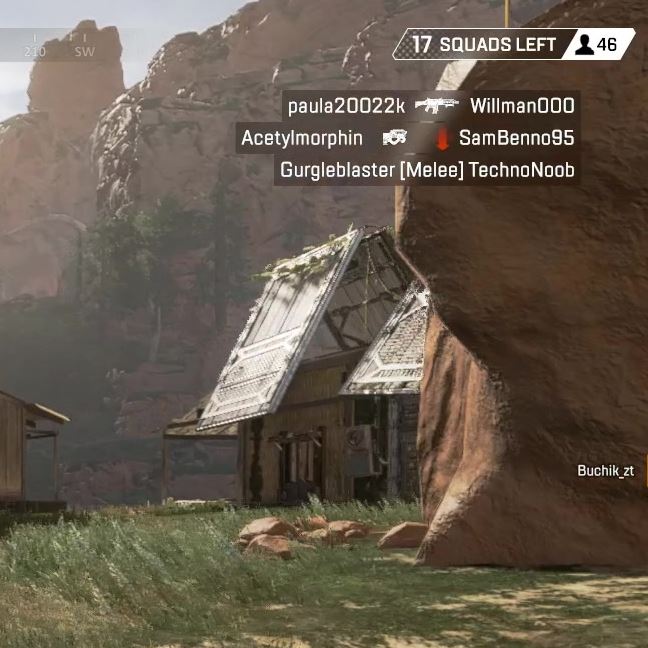 210 SW
17 SQUADS LEFT 46
paula20022k Willman000
Acetylmorphin SamBenno95
Gurgleblaster [Melee] TechnoNoob
Buchik_zt